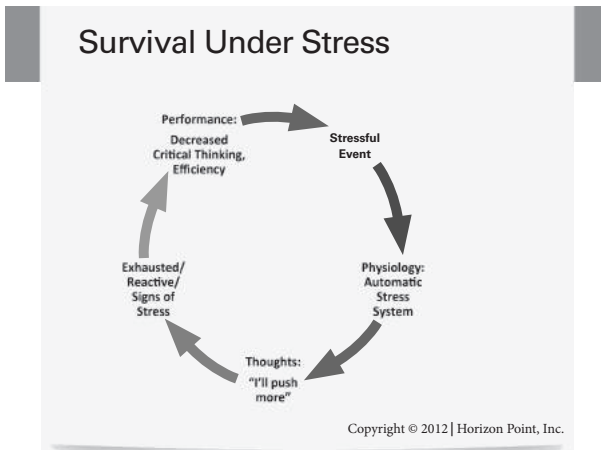 Survival Under Stress
Performance:
Decreased
Critical Thinking,
Efficiency
Stressful
Event
Physiology:
Automatic
Stress
System
Thoughts:
"I'll push
more"
Exhausted/
Reactive/
Signs of
Stress
Copyright © 2012 | Horizon Point, Inc.